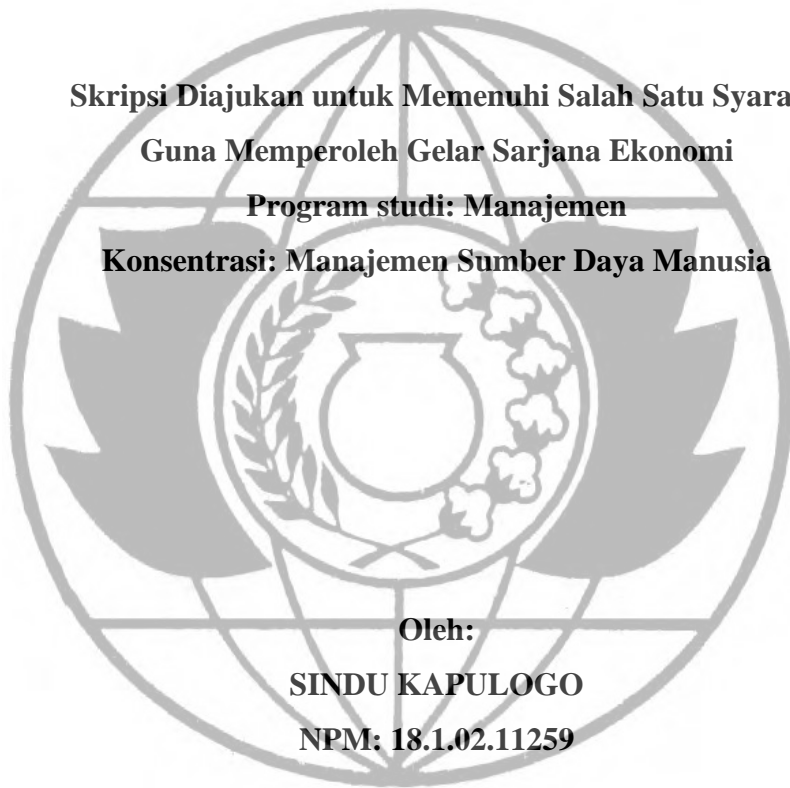 Skripsi Diajukan untuk Memenuhi Salah Satu Syara
Guna Memperoleh Gelar Sarjana Ekonomi
Program studi: Manajemen
Konsentrasi: Manajemen Sumber Daya Manusia
Oleh:
SINDU KAPULOGO
NPM: 18.1.02.11259